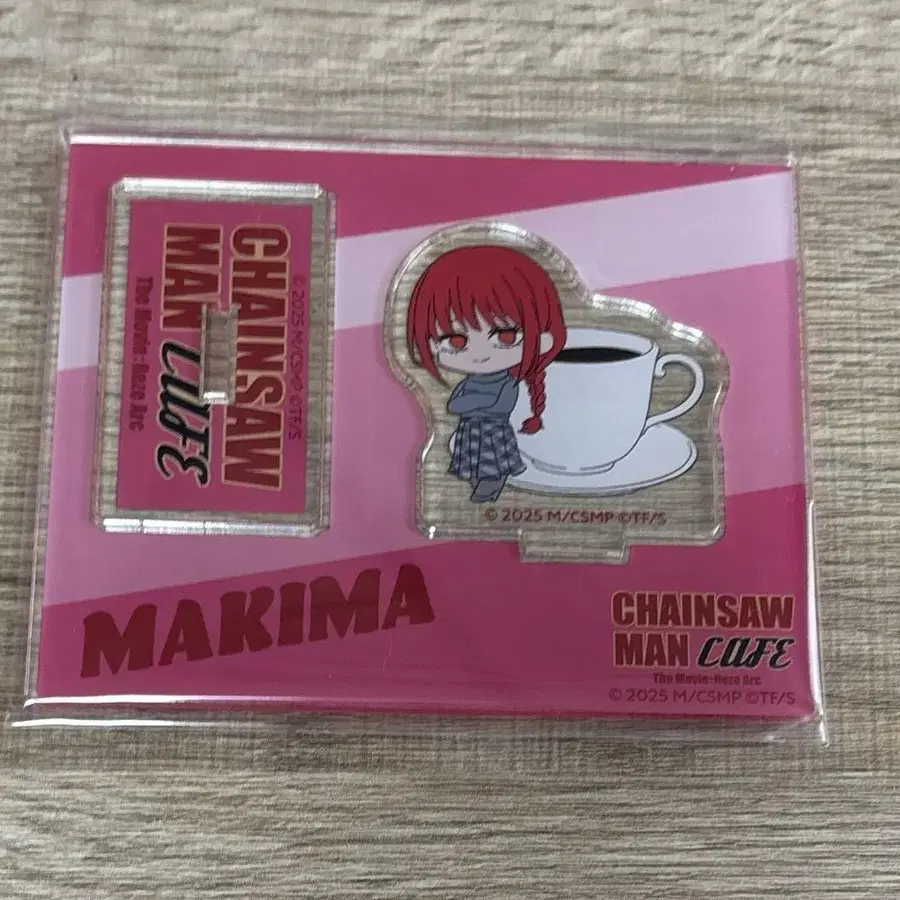 CHAINSAW
MAN CAFE
The Movie:Reze Arc
© 2025 M/CSMP ©TF/S
© 2025 M/CSMP ©TF/S
MAKIMA
CHAINSAW
MAN CAFE
The Movie:Reze Arc
© 2025 M/CSMP ©TF/S